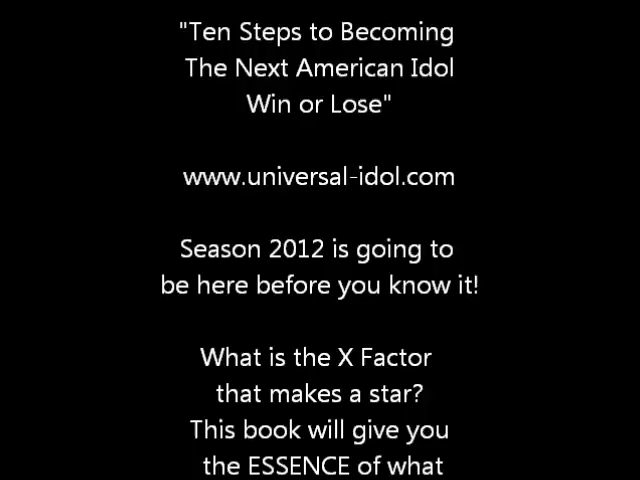 "Ten Steps to Becoming
The Next American Idol
Win or Lose"
www.universal-idol.com
Season 2012 is going to
be here before you know it!
What is the X Factor
that makes a star?
This book will give you
the ESSENCE of what